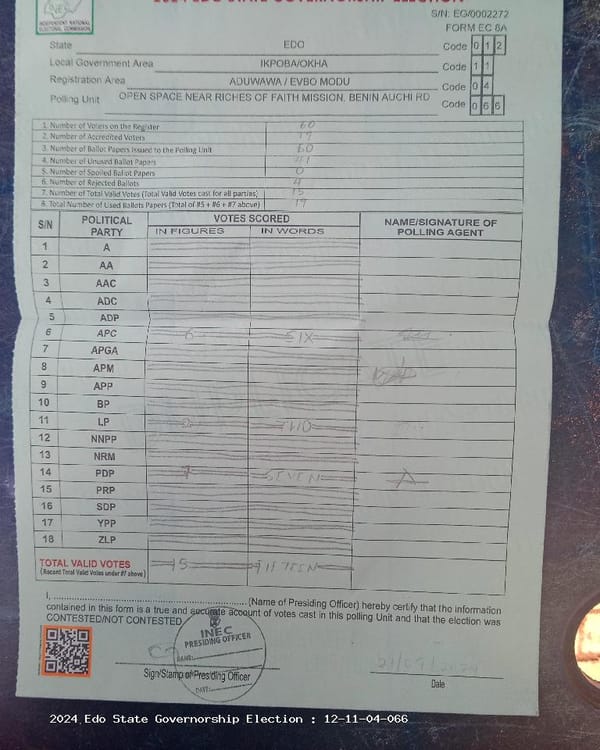 2024 EDO STATE GOVERNORSHIP ELECTION
INEC
INDEPENDENT NATIONAL ELECTORAL COMMISSION
S/N: EG/0002272
FORM EC 8A
State EDO Code 0 1 2
Local Government Area IKPOBA/OKHA Code 1 1
Registration Area ADUWAWA / EVBO MODU Code 0 4
Polling Unit OPEN SPACE NEAR RICHES OF FAITH MISSION, BENIN AUCHI RD Code 0 6 6
1. Number of Voters on the Register 60
2. Number of Accredited Voters 19
3. Number of Ballot Papers Issued to the Polling Unit 60
4. Number of Unused Ballot Papers 41
5. Number of Spoiled Ballot Papers 0
6. Number of Rejected Ballots 4
7. Number of Total Valid Votes (Total Valid Votes cast for all parties) 15
8. Total Number of Used Ballots Papers (Total of #5 + #6 + #7 above) 19
S/N POLITICAL PARTY VOTES SCORED NAME/SIGNATURE OF POLLING AGENT
IN FIGURES IN WORDS
1 A
2 AA
3 AAC
4 ADC
5 ADP
6 APC 6 SIX
7 APGA
8 APM
9 APP
10 BP
11 LP 2 TWO
12 NNPP
13 NRM
14 PDP 7 SEVEN
15 PRP
16 SDP
17 YPP
18 ZLP
TOTAL VALID VOTES 15 FIFTEEN
(Record Total Valid Votes under #7 above)
I, (Name of Presiding Officer) hereby certify that the information
contained in this form is a true and accurate account of votes cast in this polling Unit and that the election was
CONTESTED/NOT CONTESTED
INEC
PRESIDING OFFICER
NAME:
Sign/Stamp of Presiding Officer
DATE:
21/09/2024
Date
2024 Edo State Governorship Election : 12-11-04-066